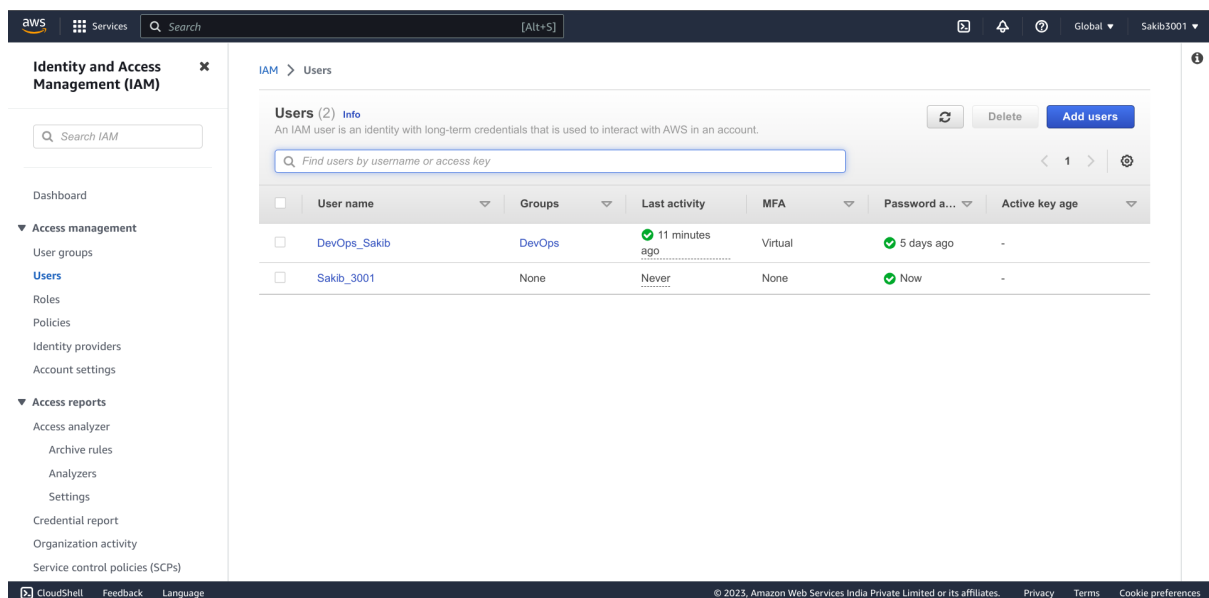 aws Services Search [Alt+S] Global Sakib3001
Identity and Access
Management (IAM)
Search IAM
Dashboard
Access management
User groups
Users
Roles
Policies
Identity providers
Account settings
Access reports
Access analyzer
Archive rules
Analyzers
Settings
Credential report
Organization activity
Service control policies (SCPs)
IAM > Users
Users (2) Info
An IAM user is an identity with long-term credentials that is used to interact with AWS in an account.
Delete Add users
Find users by username or access key
1
User name Groups Last activity MFA Password a... Active key age
DevOps_Sakib DevOps 11 minutes ago Virtual 5 days ago -
Sakib_3001 None Never None Now -
CloudShell Feedback Language © 2023, Amazon Web Services India Private Limited or its affiliates. Privacy Terms Cookie preferences